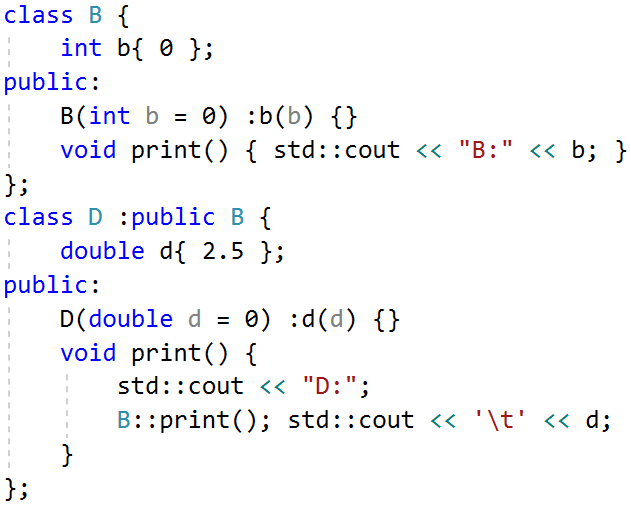 class B {
    int b{ 0 };
public:
    B(int b = 0) :b(b) {}
    void print() { std::cout << "B:" << b; }
};
class D :public B {
    double d{ 2.5 };
public:
    D(double d = 0) :d(d) {}
    void print() {
        std::cout << "D:";
        B::print(); std::cout << '\t' << d;
    }
};